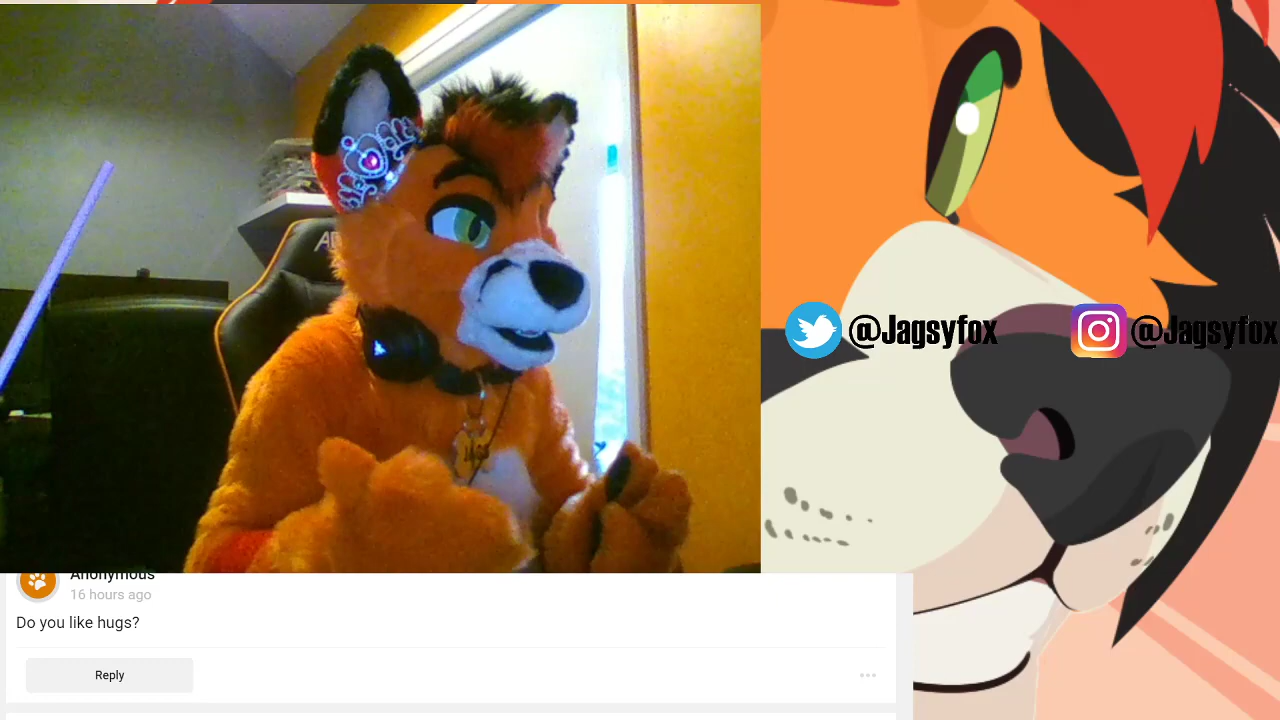 @Jagsyfox @Jagsyfox
Anonymous
16 hours ago
Do you like hugs?
Reply